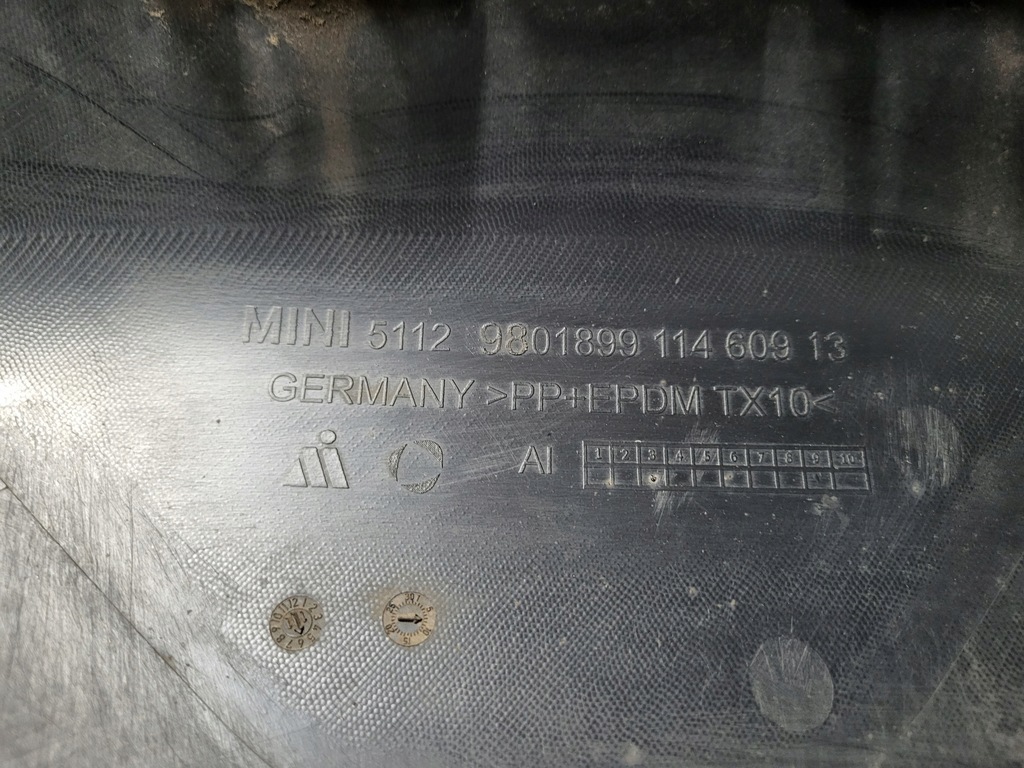 MINI 5112 9801899 114 609 13
GERMANY >PP+EPDM TX10<
AI 1 2 3 4 5 6 7 8 9 10